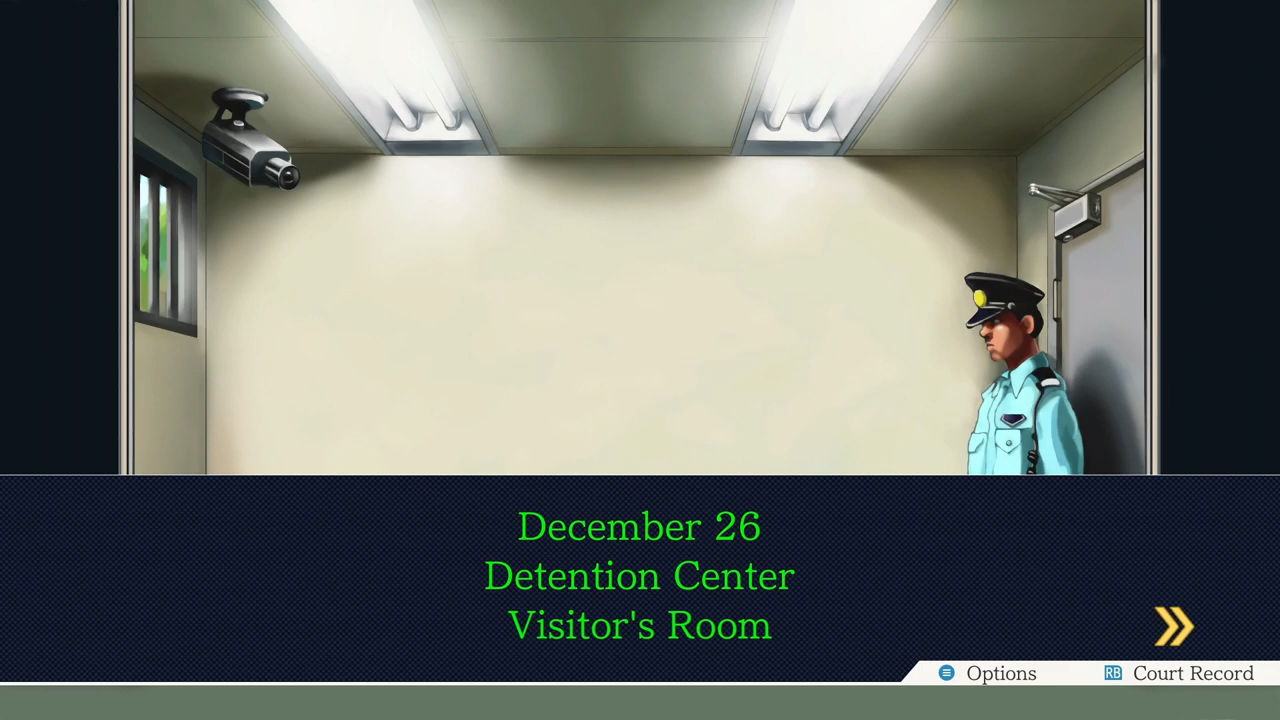 December 26
Detention Center
Visitor's Room
Options
RB Court Record